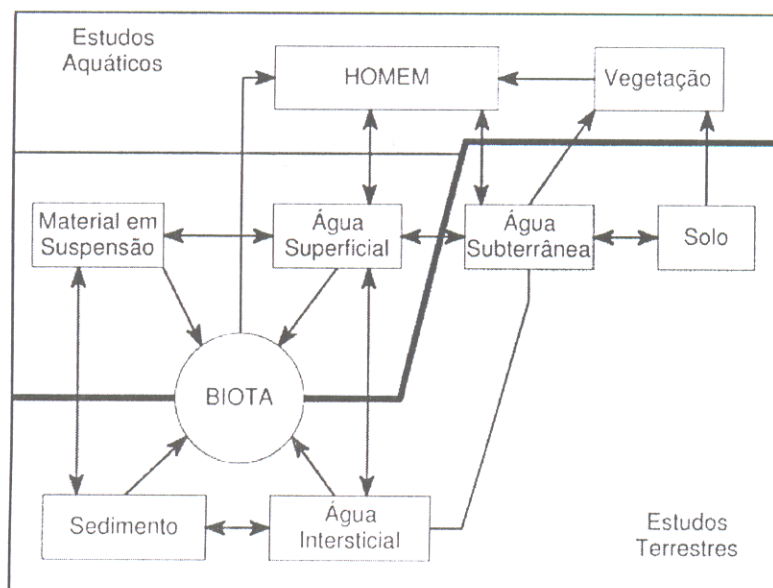 Estudos
Aquáticos
HOMEM
Vegetação
Material em
Suspensão
Água
Superficial
Água
Subterrânea
Solo
BIOTA
Sedimento
Água
Intersticial
Estudos
Terrestres